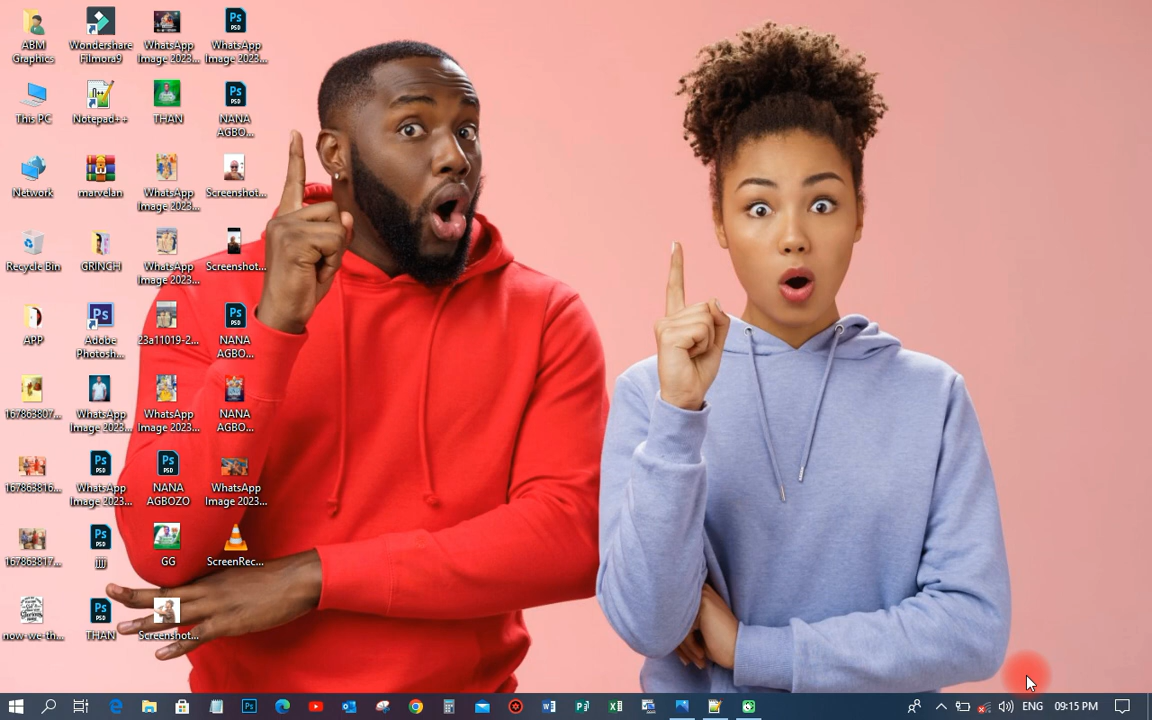 ABM
Graphics
Wondershare
Filmora9
WhatsApp
Image 2023...
WhatsApp
Image 2023...
This PC
Notepad++
THAN
NANA
AGBO...
Network
marvelan
WhatsApp
Image 2023...
Screenshot...
Recycle Bin
GRINCH
WhatsApp
Image 2023...
Screenshot...
APP
Adobe
Photosh...
23a11019-2...
NANA
AGBO...
167863807...
WhatsApp
Image 2023...
WhatsApp
Image 2023...
NANA
AGBO...
167863816...
WhatsApp
Image 2023...
NANA
AGBOZO
WhatsApp
Image 2023...
167863817...
jjjj
GG
ScreenRec...
now-we-th...
THAN
Screenshot...
ENG
09:15 PM